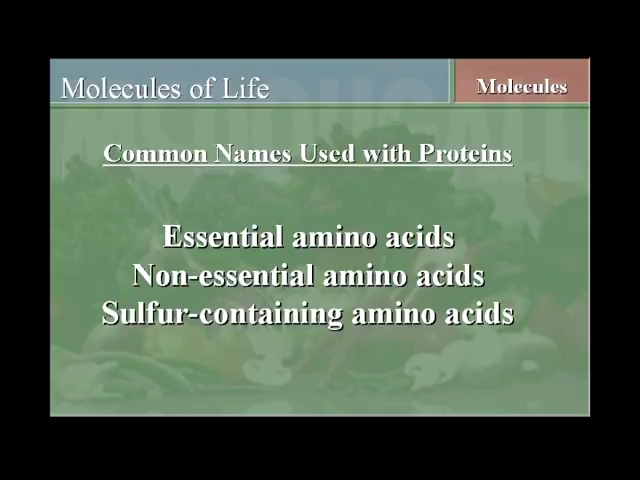 Molecules of Life
Molecules
Common Names Used with Proteins
Essential amino acids
Non-essential amino acids
Sulfur-containing amino acids